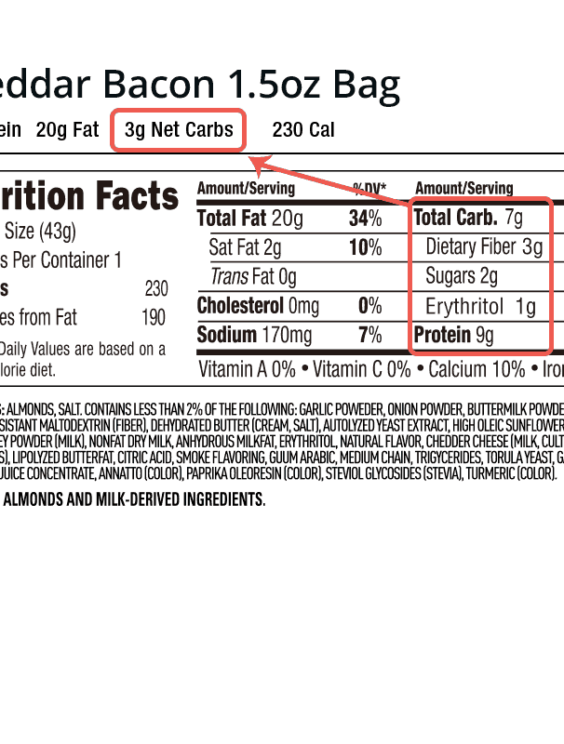 eddar Bacon 1.5oz Bag
ein 20g Fat 3g Net Carbs 230 Cal
rition Facts
Size (43g)
s Per Container 1
s 230
es from Fat 190
Daily Values are based on a
lorie diet.
Amount/Serving %DV*
Total Fat 20g 34%
Sat Fat 2g 10%
Trans Fat 0g
Cholesterol 0mg 0%
Sodium 170mg 7%
Amount/Serving
Total Carb. 7g
Dietary Fiber 3g
Sugars 2g
Erythritol 1g
Protein 9g
Vitamin A 0% • Vitamin C 0% • Calcium 10% • Iro
: ALMONDS, SALT. CONTAINS LESS THAN 2% OF THE FOLLOWING: GARLIC POWEDER, ONION POWDER, BUTTERMILK POWDE
SISTANT MALTODEXTRIN (FIBER), DEHYDRATED BUTTER (CREAM, SALT), AUTOLYZED YEAST EXTRACT, HIGH OLEIC SUNFLOWER
EY POWDER (MILK), NONFAT DRY MILK, ANHYDROUS MILKFAT, ERYTHRITOL, NATURAL FLAVOR, CHEDDER CHEESE (MILK, CULT
S), LIPOLYZED BUTTERFAT, CITRIC ACID, SMOKE FLAVORING, GUUM ARABIC, MEDIUM CHAIN, TRIGYCERIDES, TORULA YEAST, G
JUICE CONCENTRATE, ANNATTO (COLOR), PAPRIKA OLEORESIN (COLOR), STEVIOL GLYCOSIDES (STEVIA), TURMERIC (COLOR).
ALMONDS AND MILK-DERIVED INGREDIENTS.